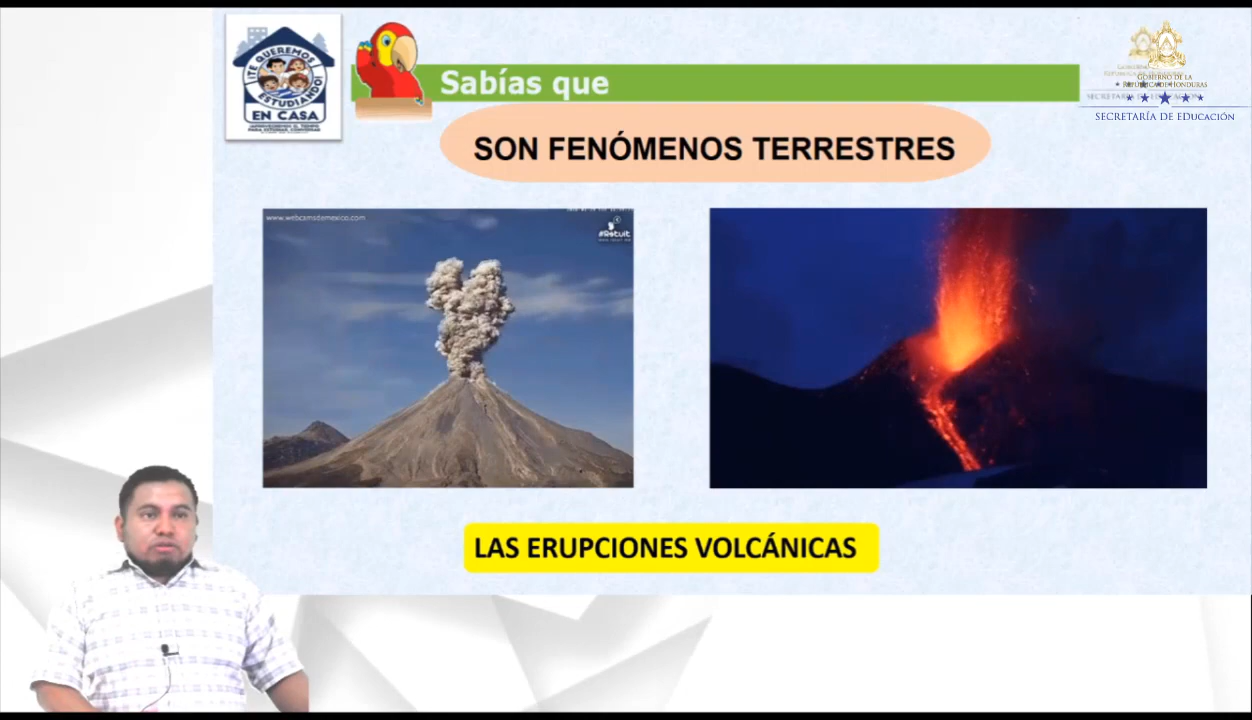 ¡TE QUEREMOS
ESTUDIANDO!
EN CASA
Sabías que
GOBIERNO DE LA
REPÚBLICA DE HONDURAS
SECRETARÍA DE EDUCACIÓN
SON FENÓMENOS TERRESTRES
www.webcamsdemexico.com
LAS ERUPCIONES VOLCÁNICAS